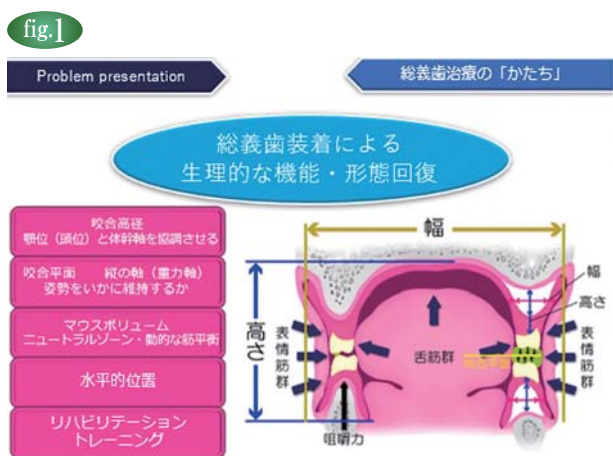 fig.1
Problem presentation
総義歯治療の「かたち」
総義歯装着による
生理的な機能・形態回復
咬合高径
顎位（頭位）と体幹軸を協調させる
咬合平面　縦の軸（重力軸）
姿勢をいかに維持するか
マウスボリューム
ニュートラルゾーン・動的な筋平衡
水平的位置
リハビリテーション
トレーニング
幅
幅
高さ
高さ
表情筋群
舌筋群
咬合平面
表情筋群
咀嚼力